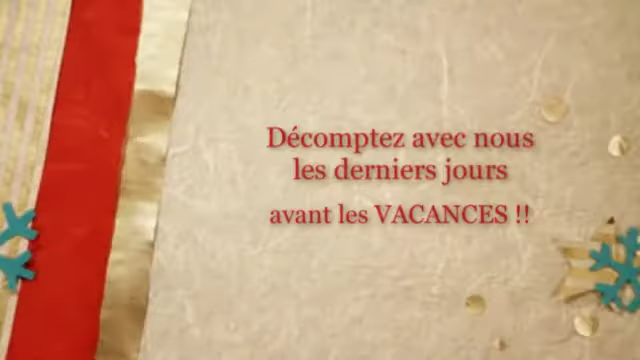 Décomptez avec nous
les derniers jours
avant les VACANCES !!